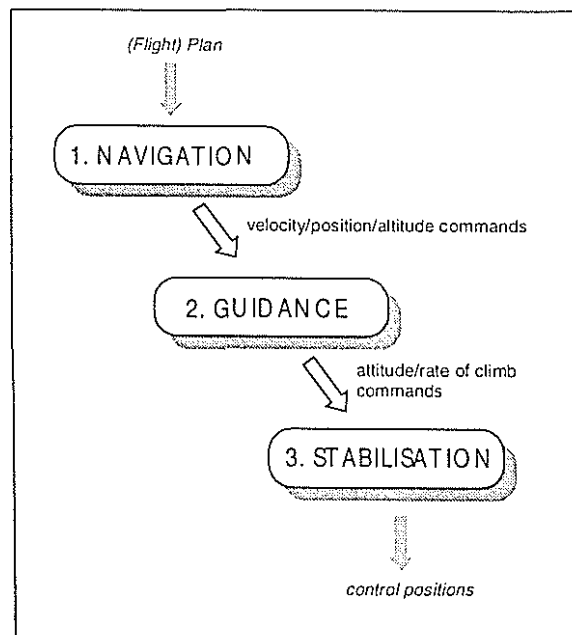 (Flight) Plan
1. NAVIGATION
velocity/position/altitude commands
2. GUIDANCE
attitude/rate of climb
commands
3. STABILISATION
control positions